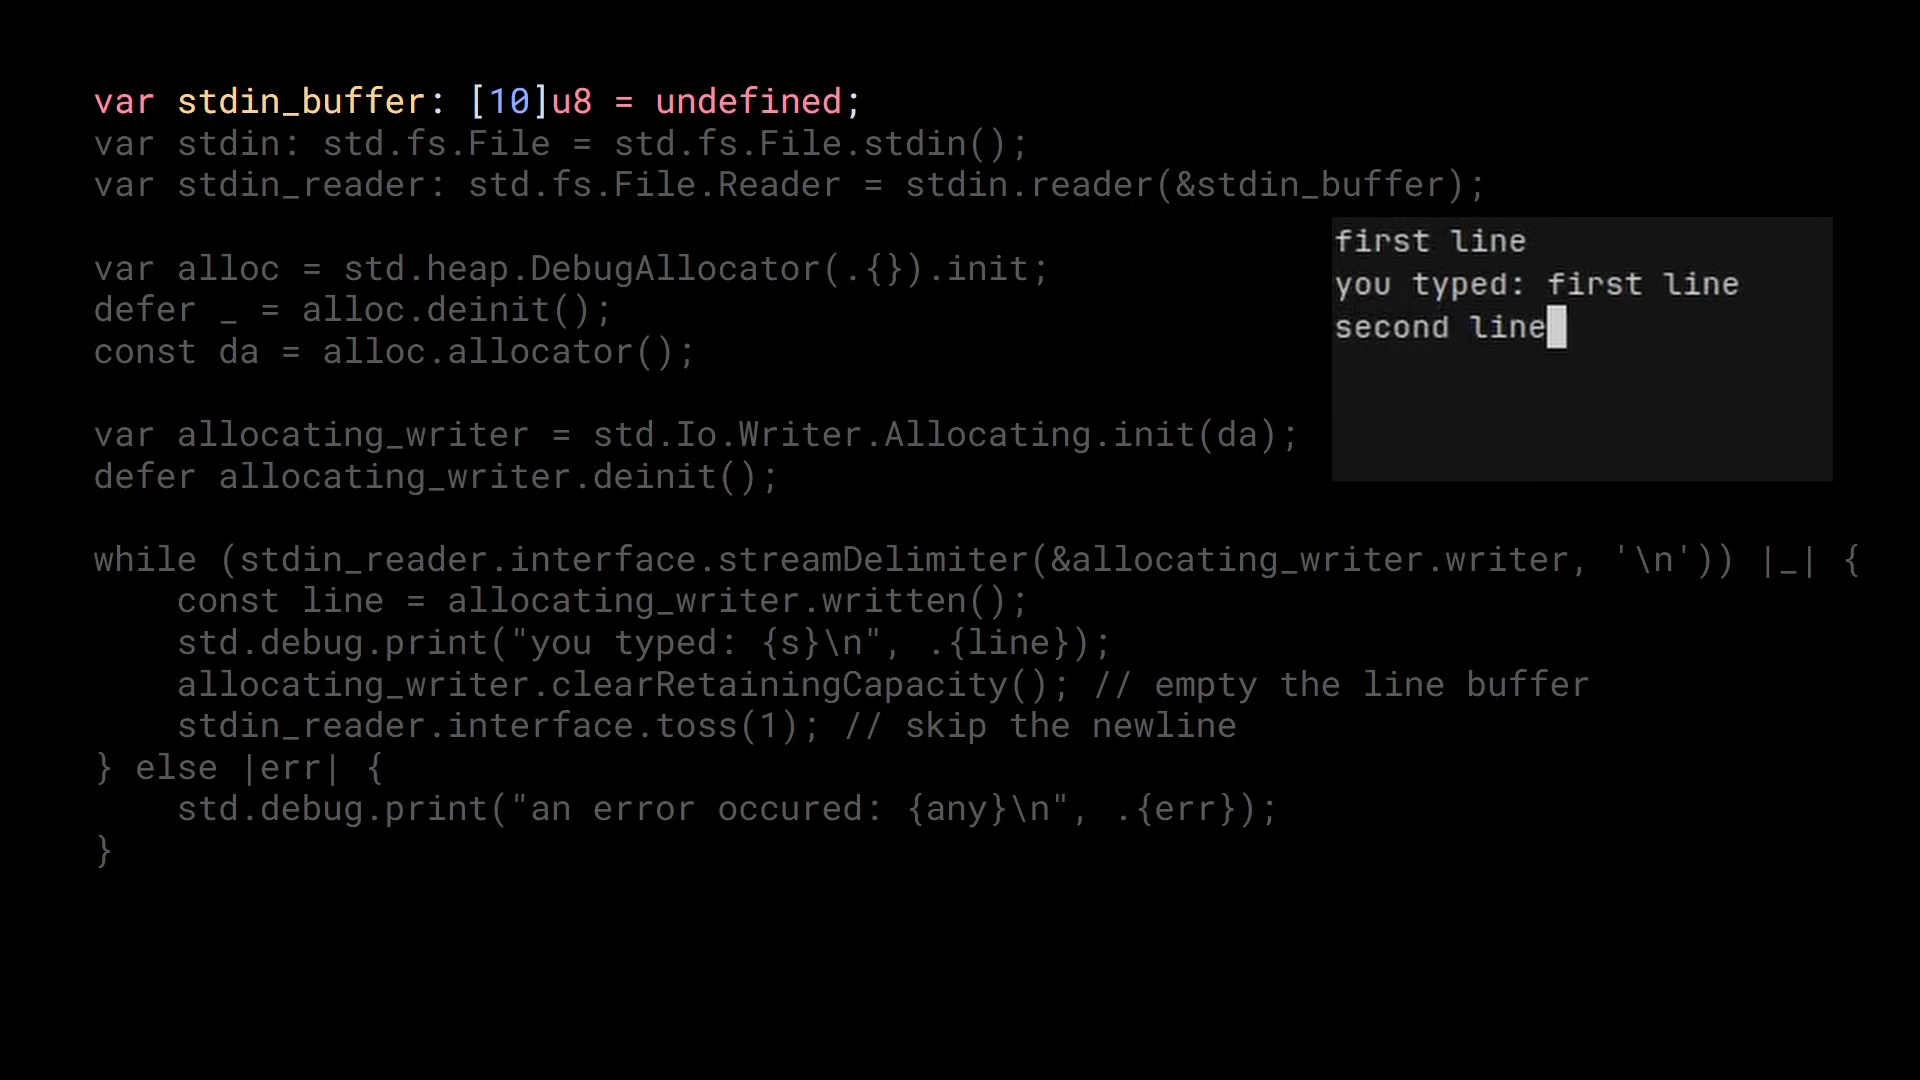 var stdin_buffer: [10]u8 = undefined;
var stdin: std.fs.File = std.fs.File.stdin();
var stdin_reader: std.fs.File.Reader = stdin.reader(&stdin_buffer);
var alloc = std.heap.DebugAllocator(.{}).init;
defer _ = alloc.deinit();
const da = alloc.allocator();
var allocating_writer = std.Io.Writer.Allocating.init(da);
defer allocating_writer.deinit();
while (stdin_reader.interface.streamDelimiter(&allocating_writer.writer, '\n')) |_| {
    const line = allocating_writer.written();
    std.debug.print("you typed: {s}\n", .{line});
    allocating_writer.clearRetainingCapacity(); // empty the line buffer
    stdin_reader.interface.toss(1); // skip the newline
} else |err| {
    std.debug.print("an error occured: {any}\n", .{err});
}
first line
you typed: first line
second line